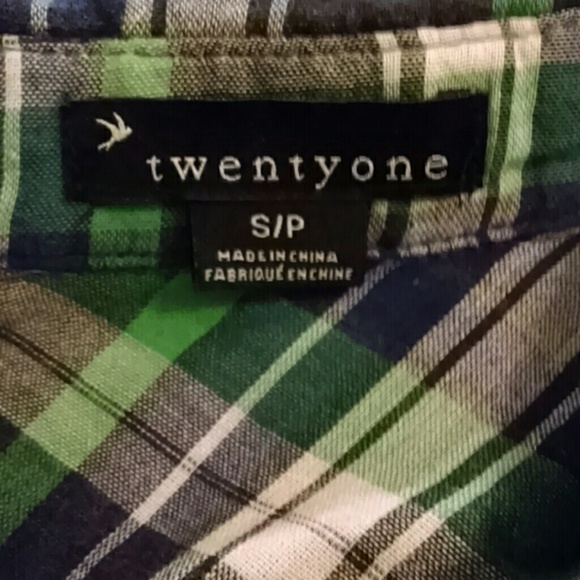 twentyone
S/P
MADE IN CHINA
FABRIQUÉ EN CHINE